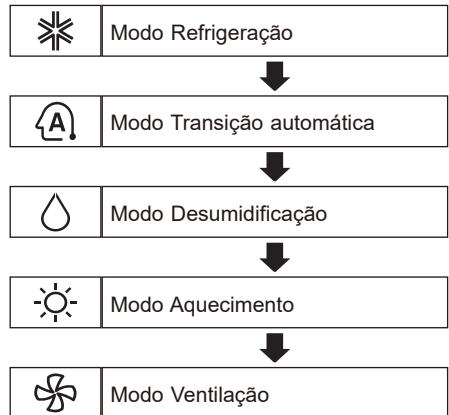 Modo Refrigeração
A
Modo Transição automática
Modo Desumidificação
Modo Aquecimento
Modo Ventilação